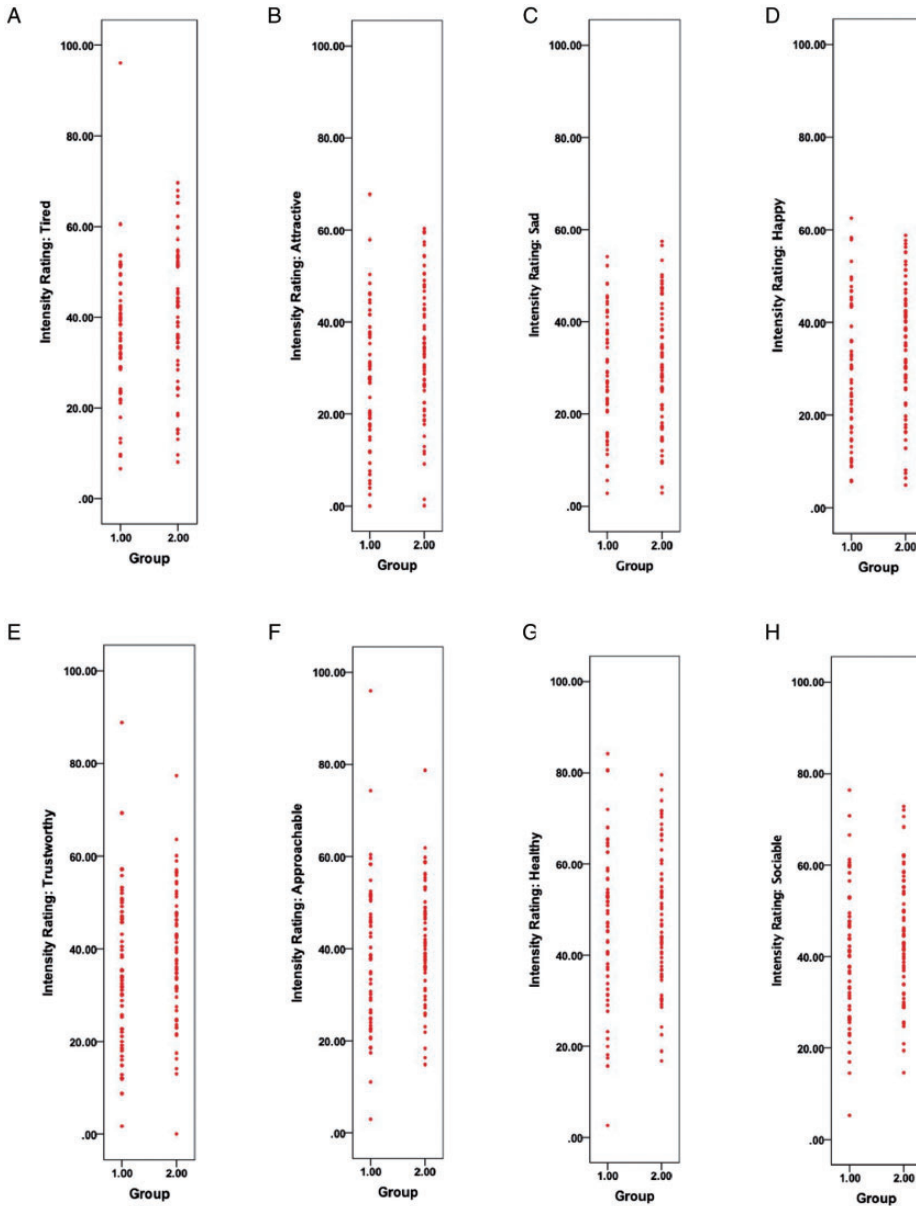 A
Intensity Rating: Tired
100.00
80.00
60.00
40.00
20.00
.00
1.00 2.00
Group
B
Intensity Rating: Attractive
100.00
80.00
60.00
40.00
20.00
.00
1.00 2.00
Group
C
Intensity Rating: Sad
100.00
80.00
60.00
40.00
20.00
.00
1.00 2.00
Group
D
Intensity Rating: Happy
100.00
80.00
60.00
40.00
20.00
.00
1.00 2.00
Group
E
Intensity Rating: Trustworthy
100.00
80.00
60.00
40.00
20.00
.00
1.00 2.00
Group
F
Intensity Rating: Approachable
100.00
80.00
60.00
40.00
20.00
.00
1.00 2.00
Group
G
Intensity Rating: Healthy
100.00
80.00
60.00
40.00
20.00
.00
1.00 2.00
Group
H
Intensity Rating: Sociable
100.00
80.00
60.00
40.00
20.00
.00
1.00 2.00
Group